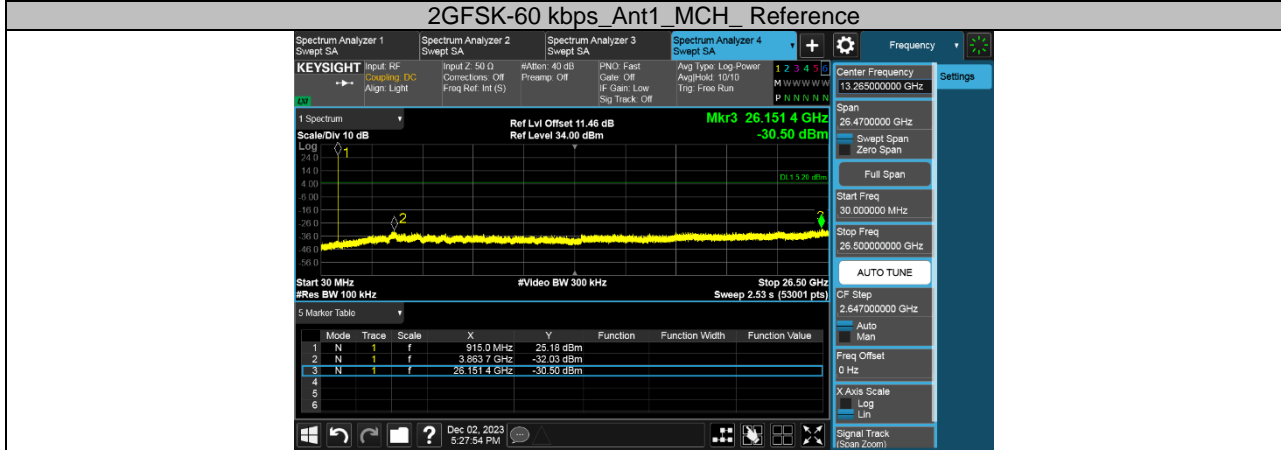 2GFSK-60 kbps_Ant1_MCH_ Reference
Spectrum Analyzer 1
Swept SA
Spectrum Analyzer 2
Swept SA
Spectrum Analyzer 3
Swept SA
Spectrum Analyzer 4
Swept SA
Frequency
KEYSIGHT
Input: RF
Coupling: DC
Align: Light
Input Z: 50 Ω
Corrections: Off
Freq Ref: Int (S)
#Atten: 40 dB
Preamp: Off
PNO: Fast
Gate: Off
IF Gain: Low
Sig Track: Off
Avg Type: Log-Power
Avg|Hold: 10/10
Trig: Free Run
1 2 3 4 5 6
M W W W W W
P N N N N N
LXI
Center Frequency
13.265000000 GHz
Settings
Span
26.4700000 GHz
Swept Span
Zero Span
Full Span
Start Freq
30.000000 MHz
Stop Freq
26.500000000 GHz
AUTO TUNE
CF Step
2.647000000 GHz
Auto
Man
Freq Offset
0 Hz
X Axis Scale
Log
Lin
Signal Track
(Span Zoom)
1 Spectrum
Scale/Div 10 dB
Ref Lvl Offset 11.46 dB
Ref Level 34.00 dBm
Mkr3 26.151 4 GHz
-30.50 dBm
Log
24.0
14.0
4.00
-6.00
-16.0
-26.0
-36.0
-46.0
-56.0
1
2
3
DL1 5.20 dBm
Start 30 MHz
#Res BW 100 kHz
#Video BW 300 kHz
Stop 26.50 GHz
Sweep 2.53 s (53001 pts)
5 Marker Table
Mode Trace Scale X Y Function Function Width Function Value
1 N 1 f 915.0 MHz 25.18 dBm
2 N 1 f 3.863 7 GHz -32.03 dBm
3 N 1 f 26.151 4 GHz -30.50 dBm
4
5
6
Dec 02, 2023
5:27:54 PM